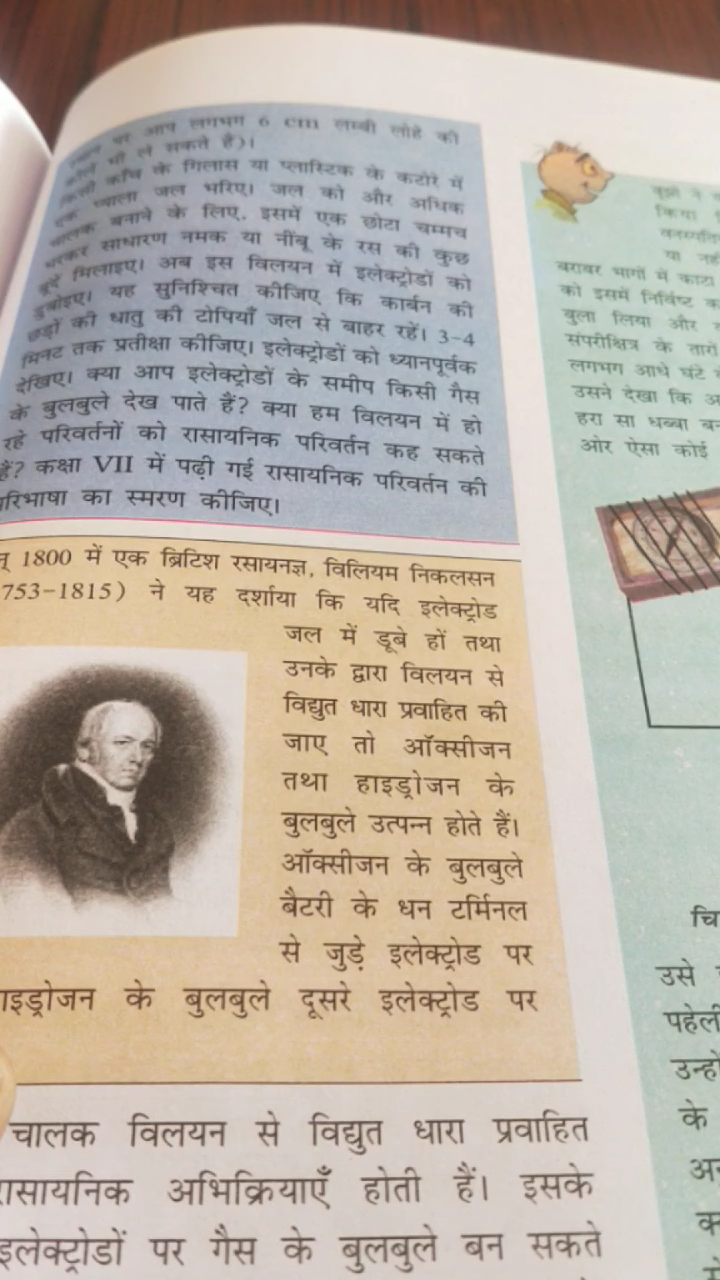 पर आप लगभग 6 cm लम्बी लोहे की
भी ले सकते हैं)।
काँच के गिलास या प्लास्टिक के कटोरे में
प्याला जल भरिए। जल को और अधिक
चालक बनाने के लिए, इसमें एक छोटा चम्मच
भरकर साधारण नमक या नींबू के रस की कुछ
बूंदें मिलाइए। अब इस विलयन में इलेक्ट्रोडों को
डुबोइए। यह सुनिश्चित कीजिए कि कार्बन की
छड़ों की धातु की टोपियाँ जल से बाहर रहें। 3-4
मिनट तक प्रतीक्षा कीजिए। इलेक्ट्रोडों को ध्यानपूर्वक
देखिए। क्या आप इलेक्ट्रोडों के समीप किसी गैस
के बुलबुले देख पाते हैं? क्या हम विलयन में हो
रहे परिवर्तनों को रासायनिक परिवर्तन कह सकते
हैं? कक्षा VII में पढ़ी गई रासायनिक परिवर्तन की
रिभाषा का स्मरण कीजिए।
न् 1800 में एक ब्रिटिश रसायनज्ञ, विलियम निकलसन
753-1815) ने यह दर्शाया कि यदि इलेक्ट्रोड
जल में डूबे हों तथा
उनके द्वारा विलयन से
विद्युत धारा प्रवाहित की
जाए तो ऑक्सीजन
तथा हाइड्रोजन के
बुलबुले उत्पन्न होते हैं।
ऑक्सीजन के बुलबुले
बैटरी के धन टर्मिनल
से जुड़े इलेक्ट्रोड पर
ाइड्रोजन के बुलबुले दूसरे इलेक्ट्रोड पर
चालक विलयन से विद्युत धारा प्रवाहित
रासायनिक अभिक्रियाएँ होती हैं। इसके
इलेक्ट्रोडों पर गैस के बुलबुले बन सकते
बूझो ने
किया
वनस्पति
या नहीं
बराबर भागों में काटा
को इसमें निर्विष्ट
बुला लिया और
संपरीक्षित्र के तारों
लगभग आधे घंटे
उसने देखा कि
हरा सा धब्बा
ओर ऐसा कोई
चि
उसे
पहेली
उन्हो
के